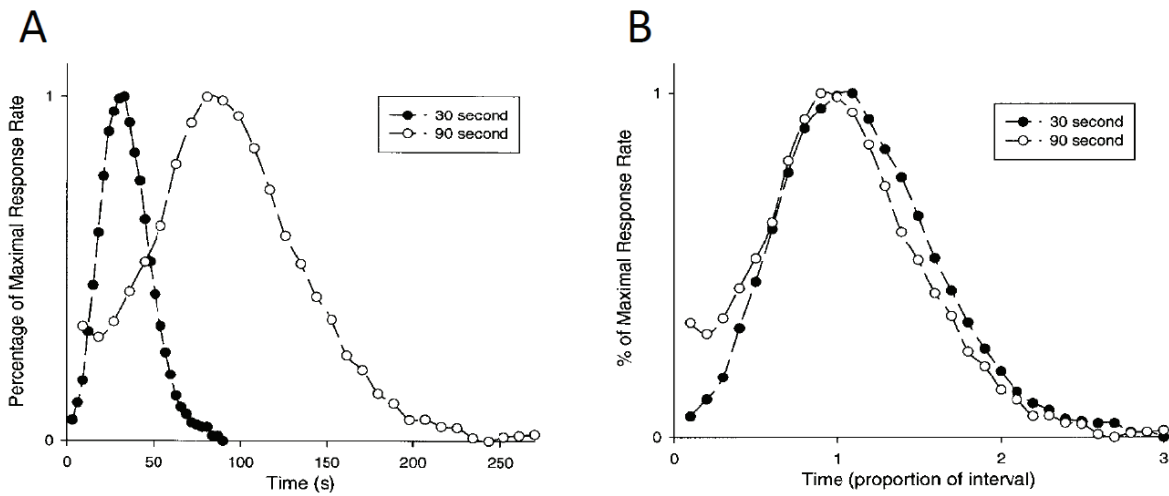 A
Percentage of Maximal Response Rate
1
0
30 second
90 second
0 50 100 150 200 250
Time (s)
B
% of Maximal Response Rate
1
0
30 second
90 second
0 1 2 3
Time (proportion of interval)